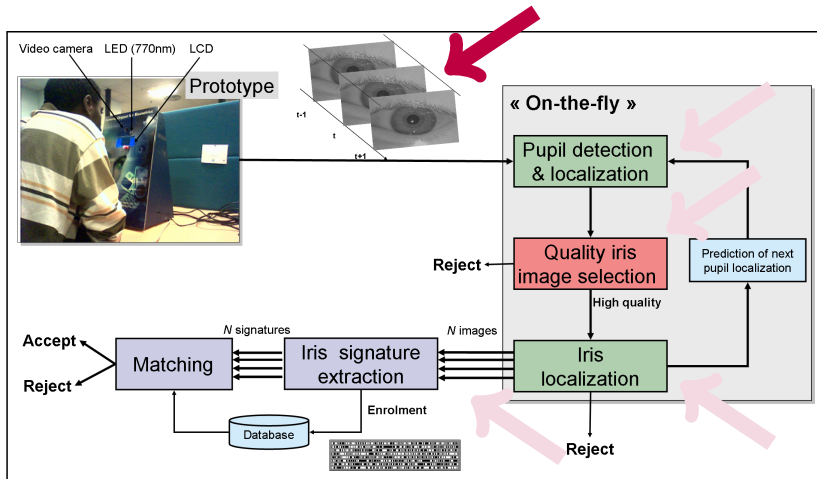 Video camera LED (770nm) LCD
Prototype
t-1
t
t+1
« On-the-fly »
Pupil detection
& localization
Quality iris
image selection
Reject
Prediction of next
pupil localization
High quality
N signatures
N images
Accept
Reject
Matching
Iris signature
extraction
Iris
localization
Enrolment
Database
Reject